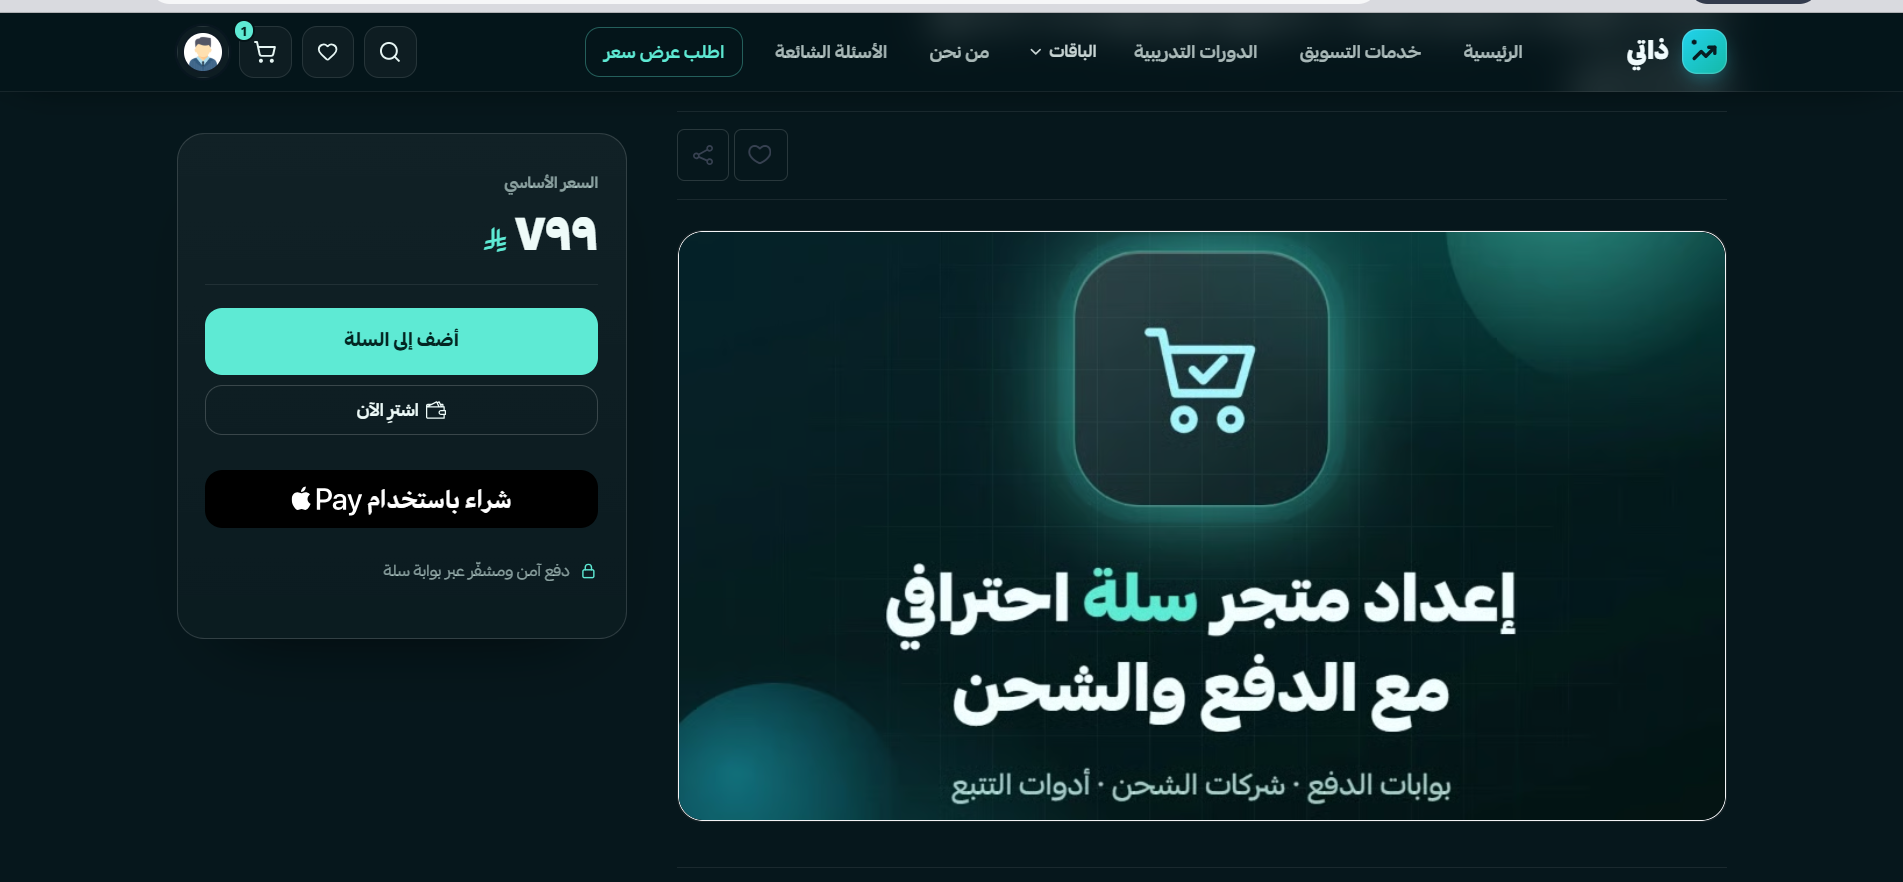 ذاتي
الرئيسية
خدمات التسويق
الدورات التدريبية
الباقات
من نحن
الأسئلة الشائعة
اطلب عرض سعر
1
إعداد متجر سلة احترافي
مع الدفع والشحن
بوابات الدفع · شركات الشحن · أدوات التتبع
السعر الأساسي
٧٩٩
أضف إلى السلة
اشترِ الآن
شراء باستخدام Pay
دفع آمن ومشفّر عبر بوابة سلة